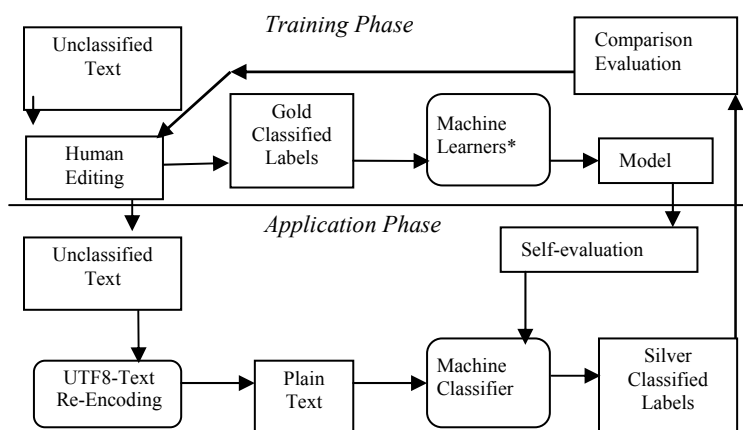 Training Phase
Unclassified
Text
Comparison
Evaluation
Human
Editing
Gold
Classified
Labels
Machine
Learners*
Model
Application Phase
Unclassified
Text
Self-evaluation
UTF8-Text
Re-Encoding
Plain
Text
Machine
Classifier
Silver
Classified
Labels